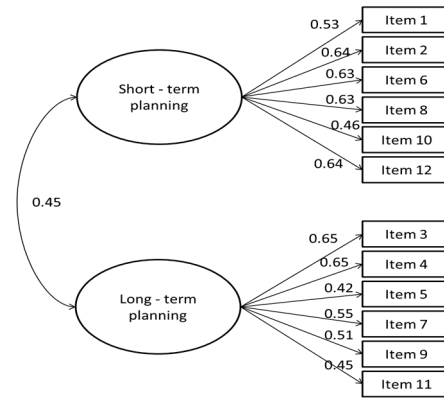 Item 1
0.53
Item 2
0.64
Short - term
planning
Item 6
0.63
Item 8
0.63
Item 10
0.46
Item 12
0.64
0.45
Item 3
0.65
Item 4
0.65
Long - term
planning
Item 5
0.42
Item 7
0.55
Item 9
0.51
Item 11
0.45